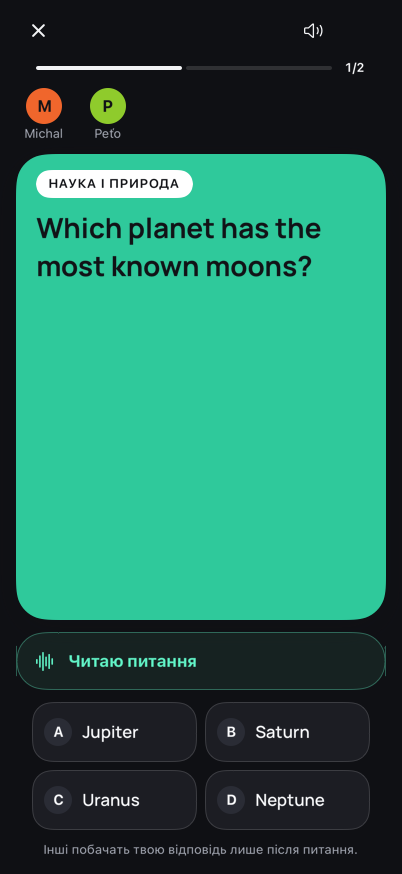 1/2
M
P
Michal
Peťo
НАУКА І ПРИРОДА
Which planet has the
most known moons?
Читаю питання
A Jupiter
B Saturn
C Uranus
D Neptune
Інші побачать твою відповідь лише після питання.